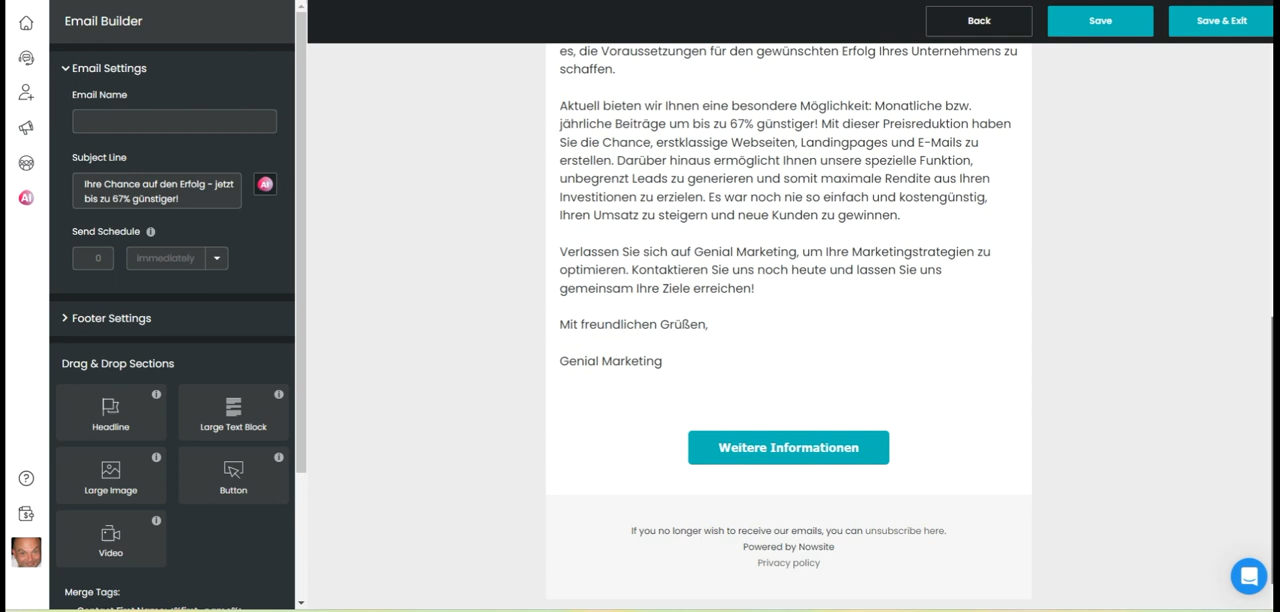 Email Builder
Back
Save
Save & Exit
Email Settings
Email Name
Subject Line
Ihre Chance auf den Erfolg - jetzt
bis zu 67% günstiger!
AI
AI
Send Schedule
0
Immediately
Footer Settings
Drag & Drop Sections
Headline
Large Text Block
Large Image
Button
Video
Merge Tags:
es, die Voraussetzungen für den gewünschten Erfolg Ihres Unternehmens zu
schaffen.
Aktuell bieten wir Ihnen eine besondere Möglichkeit: Monatliche bzw.
jährliche Beiträge um bis zu 67% günstiger! Mit dieser Preisreduktion haben
Sie die Chance, erstklassige Webseiten, Landingpages und E-Mails zu
erstellen. Darüber hinaus ermöglicht Ihnen unsere spezielle Funktion,
unbegrenzt Leads zu generieren und somit maximale Rendite aus Ihren
Investitionen zu erzielen. Es war noch nie so einfach und kostengünstig,
Ihren Umsatz zu steigern und neue Kunden zu gewinnen.
Verlassen Sie sich auf Genial Marketing, um Ihre Marketingstrategien zu
optimieren. Kontaktieren Sie uns noch heute und lassen Sie uns
gemeinsam Ihre Ziele erreichen!
Mit freundlichen Grüßen,
Genial Marketing
Weitere Informationen
If you no longer wish to receive our emails, you can unsubscribe here.
Powered by Nowsite
Privacy policy